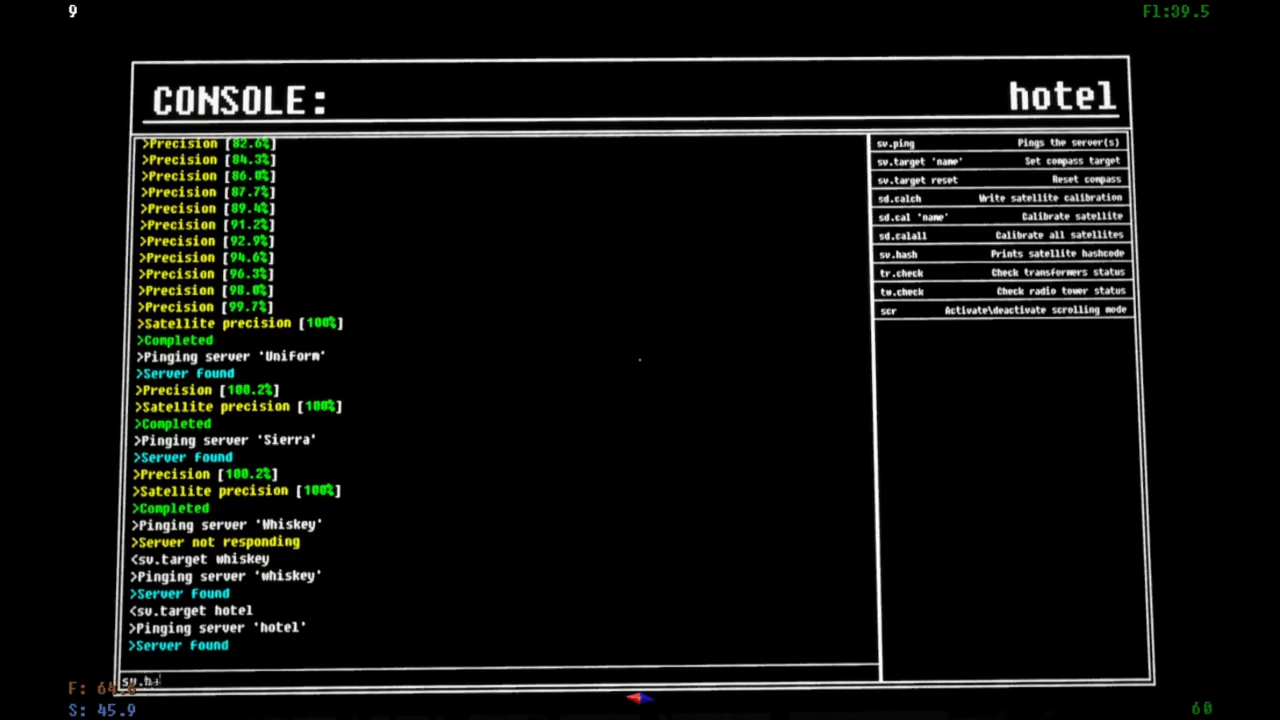 9
Fl:39.5
CONSOLE:
hotel
>Precision [82.6%]
>Precision [84.3%]
>Precision [86.0%]
>Precision [87.7%]
>Precision [89.4%]
>Precision [91.2%]
>Precision [92.9%]
>Precision [94.6%]
>Precision [96.3%]
>Precision [98.0%]
>Precision [99.7%]
>Satellite precision [100%]
>Completed
>Pinging server 'Uniform'
>Server found
>Precision [100.2%]
>Satellite precision [100%]
>Completed
>Pinging server 'Sierra'
>Server found
>Precision [100.2%]
>Satellite precision [100%]
>Completed
>Pinging server 'Whiskey'
>Server not responding
<sv.target whiskey
>Pinging server 'whiskey'
>Server found
<sv.target hotel
>Pinging server 'hotel'
>Server found
sv.ping Pings the server(s)
sv.target 'name' Set compass target
sv.target reset Reset compass
sd.calch Write satellite calibration
sd.cal 'name' Calibrate satellite
sd.calall Calibrate all satellites
sv.hash Prints satellite hashcode
tr.check Check transformers status
tw.check Check radio tower status
scr Activate\deactivate scrolling mode
S: 45.9
60